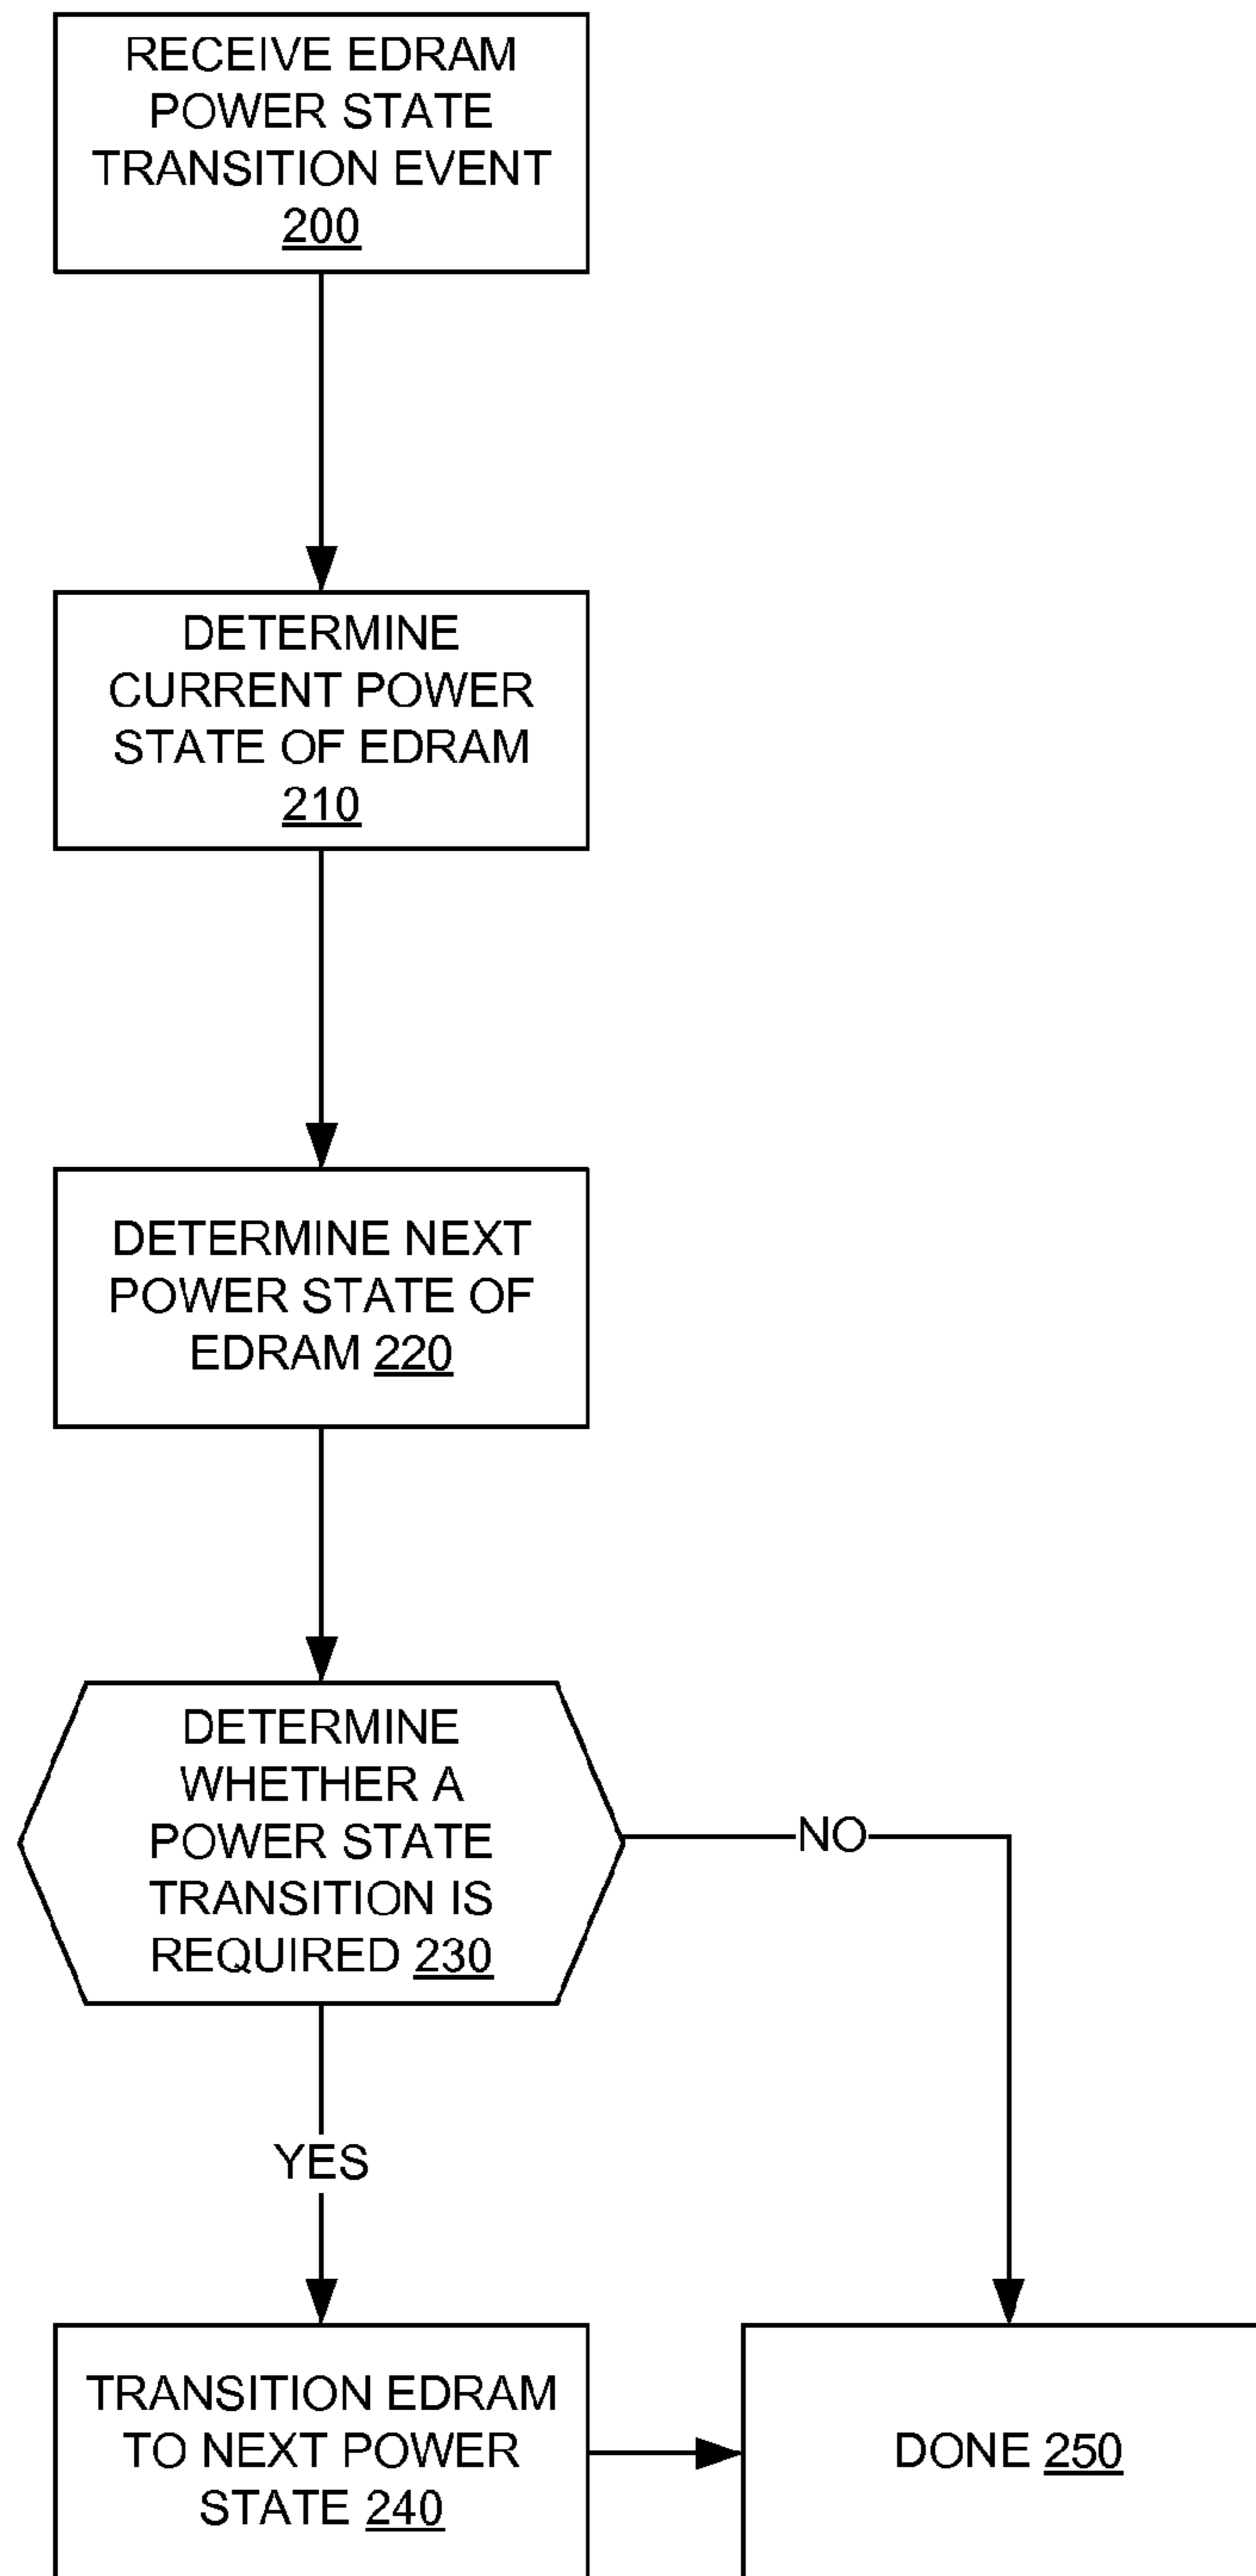 RECEIVE EDRAM
POWER STATE
TRANSITION EVENT
200
DETERMINE
CURRENT POWER
STATE OF EDRAM
210
DETERMINE NEXT
POWER STATE OF
EDRAM 220
DETERMINE
WHETHER A
POWER STATE
TRANSITION IS
REQUIRED 230
NO
YES
TRANSITION EDRAM
TO NEXT POWER
STATE 240
DONE 250